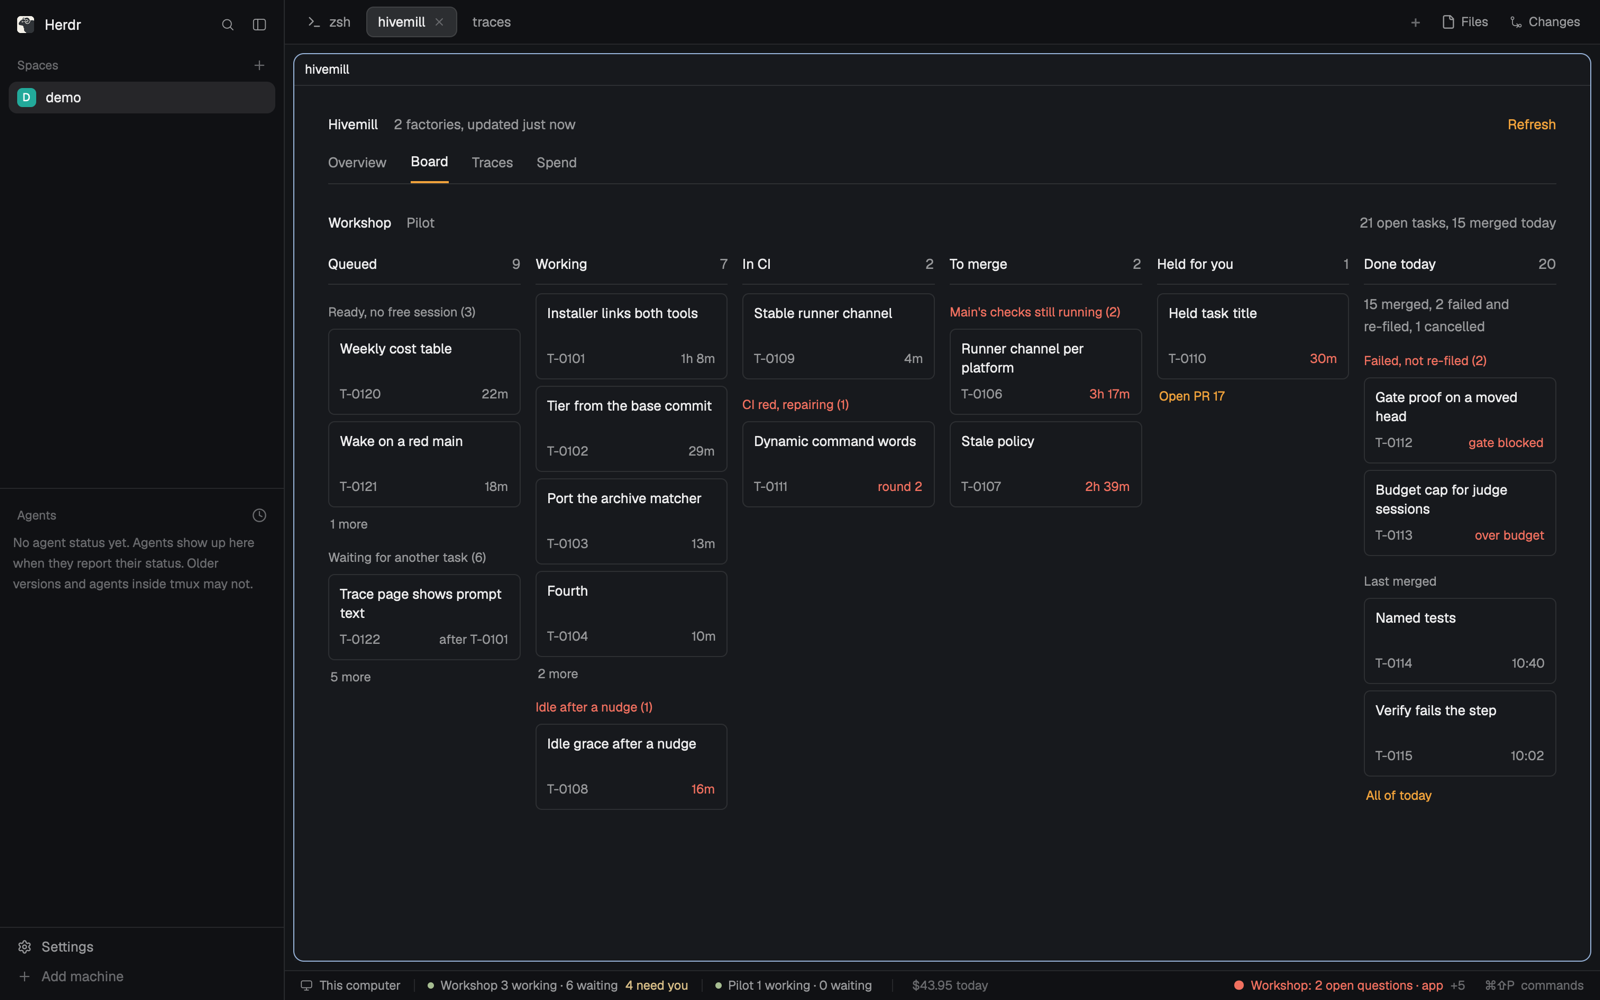 Herdr
Spaces
D demo
Agents
No agent status yet. Agents show up here
when they report their status. Older
versions and agents inside tmux may not.
Settings
Add machine
zsh
hivemill
traces
Files
Changes
hivemill
Hivemill 2 factories, updated just now
Refresh
Overview Board Traces Spend
Workshop Pilot
21 open tasks, 15 merged today
Queued 9
Ready, no free session (3)
Weekly cost table
T-0120 22m
Wake on a red main
T-0121 18m
1 more
Waiting for another task (6)
Trace page shows prompt
text
T-0122 after T-0101
5 more
Working 7
Installer links both tools
T-0101 1h 8m
Tier from the base commit
T-0102 29m
Port the archive matcher
T-0103 13m
Fourth
T-0104 10m
2 more
Idle after a nudge (1)
Idle grace after a nudge
T-0108 16m
In CI 2
Stable runner channel
T-0109 4m
CI red, repairing (1)
Dynamic command words
T-0111 round 2
To merge 2
Main's checks still running (2)
Runner channel per
platform
T-0106 3h 17m
Stale policy
T-0107 2h 39m
Held for you 1
Held task title
T-0110 30m
Open PR 17
Done today 20
15 merged, 2 failed and
re-filed, 1 cancelled
Failed, not re-filed (2)
Gate proof on a moved
head
T-0112 gate blocked
Budget cap for judge
sessions
T-0113 over budget
Last merged
Named tests
T-0114 10:40
Verify fails the step
T-0115 10:02
All of today
This computer
Workshop 3 working · 6 waiting 4 need you
Pilot 1 working · 0 waiting
$43.95 today
Workshop: 2 open questions · app +5
⌘⇧P commands